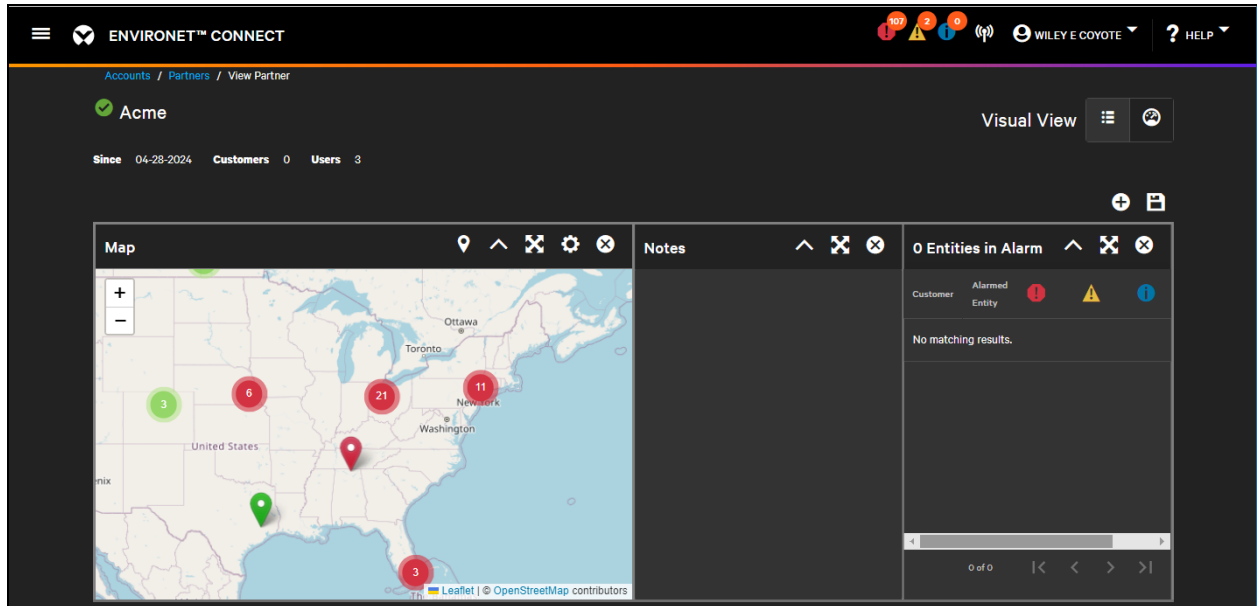 107 2 0
ENVIRONET™ CONNECT
WILEY E COYOTE
? HELP
Accounts / Partners / View Partner
Acme
Visual View
Since 04-28-2024 Customers 0 Users 3
Map
Notes
0 Entities in Alarm
+
−
Ottawa
Toronto
3
6
21
11
New York
Washington
United States
nix
3
Leaflet | © OpenStreetMap contributors
Customer
Alarmed
Entity
No matching results.
0 of 0